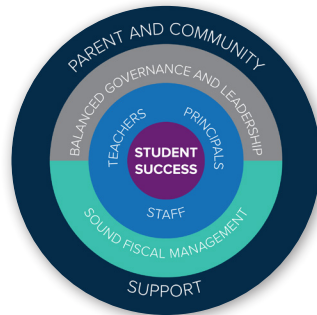 PARENT AND COMMUNITY
BALANCED GOVERNANCE AND LEADERSHIP
TEACHERS
PRINCIPALS
STUDENT
SUCCESS
STAFF
SOUND FISCAL MANAGEMENT
SUPPORT